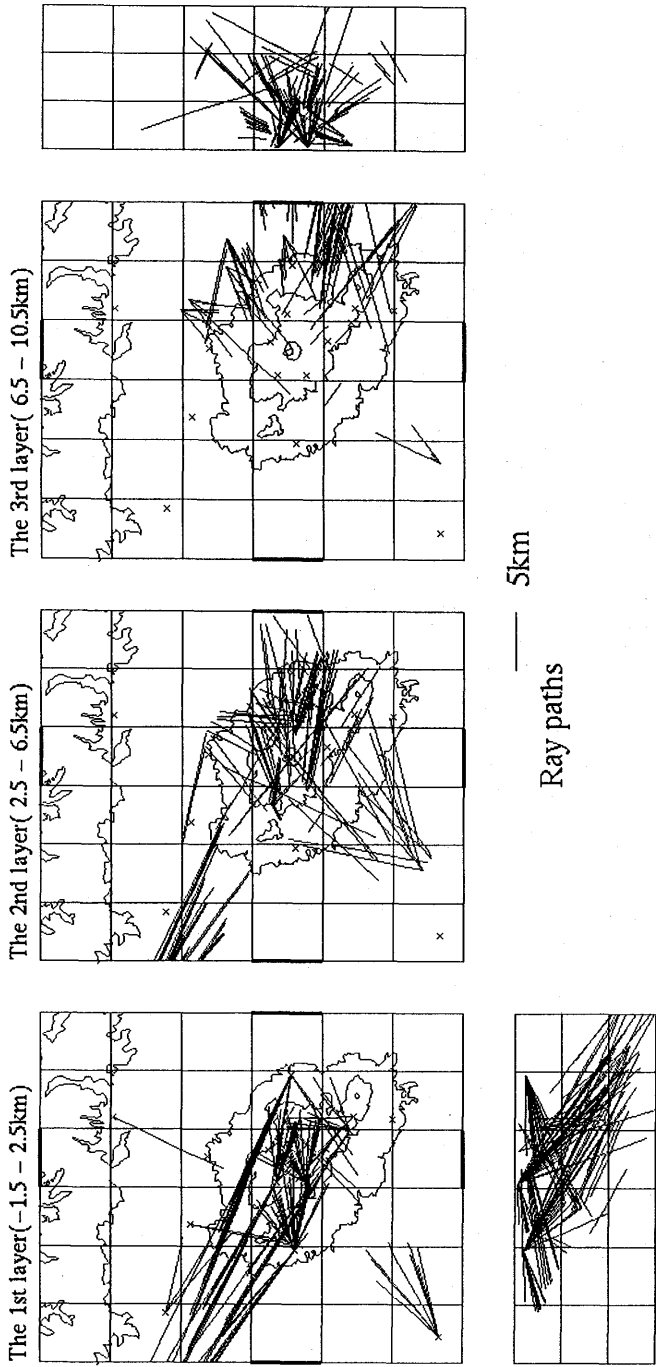 The 1st layer(−1.5 − 2.5km)
The 2nd layer( 2.5 − 6.5km)
The 3rd layer( 6.5 − 10.5km)
5km
Ray paths